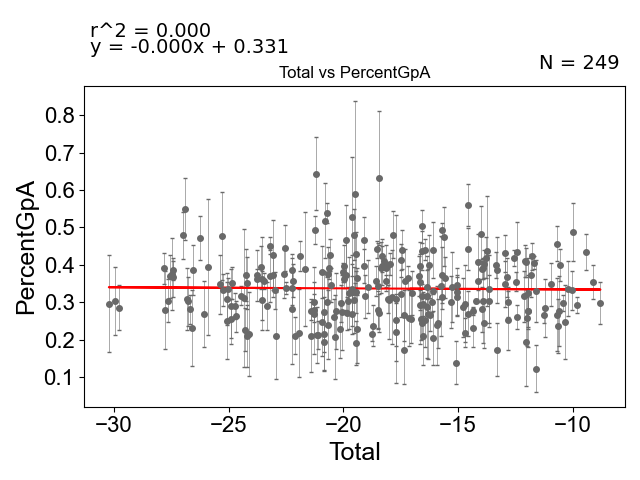 r^2 = 0.000
y = -0.000x + 0.331
N = 249
Total vs PercentGpA
PercentGpA
0.8
0.7
0.6
0.5
0.4
0.3
0.2
0.1
−30 −25 −20 −15 −10
Total